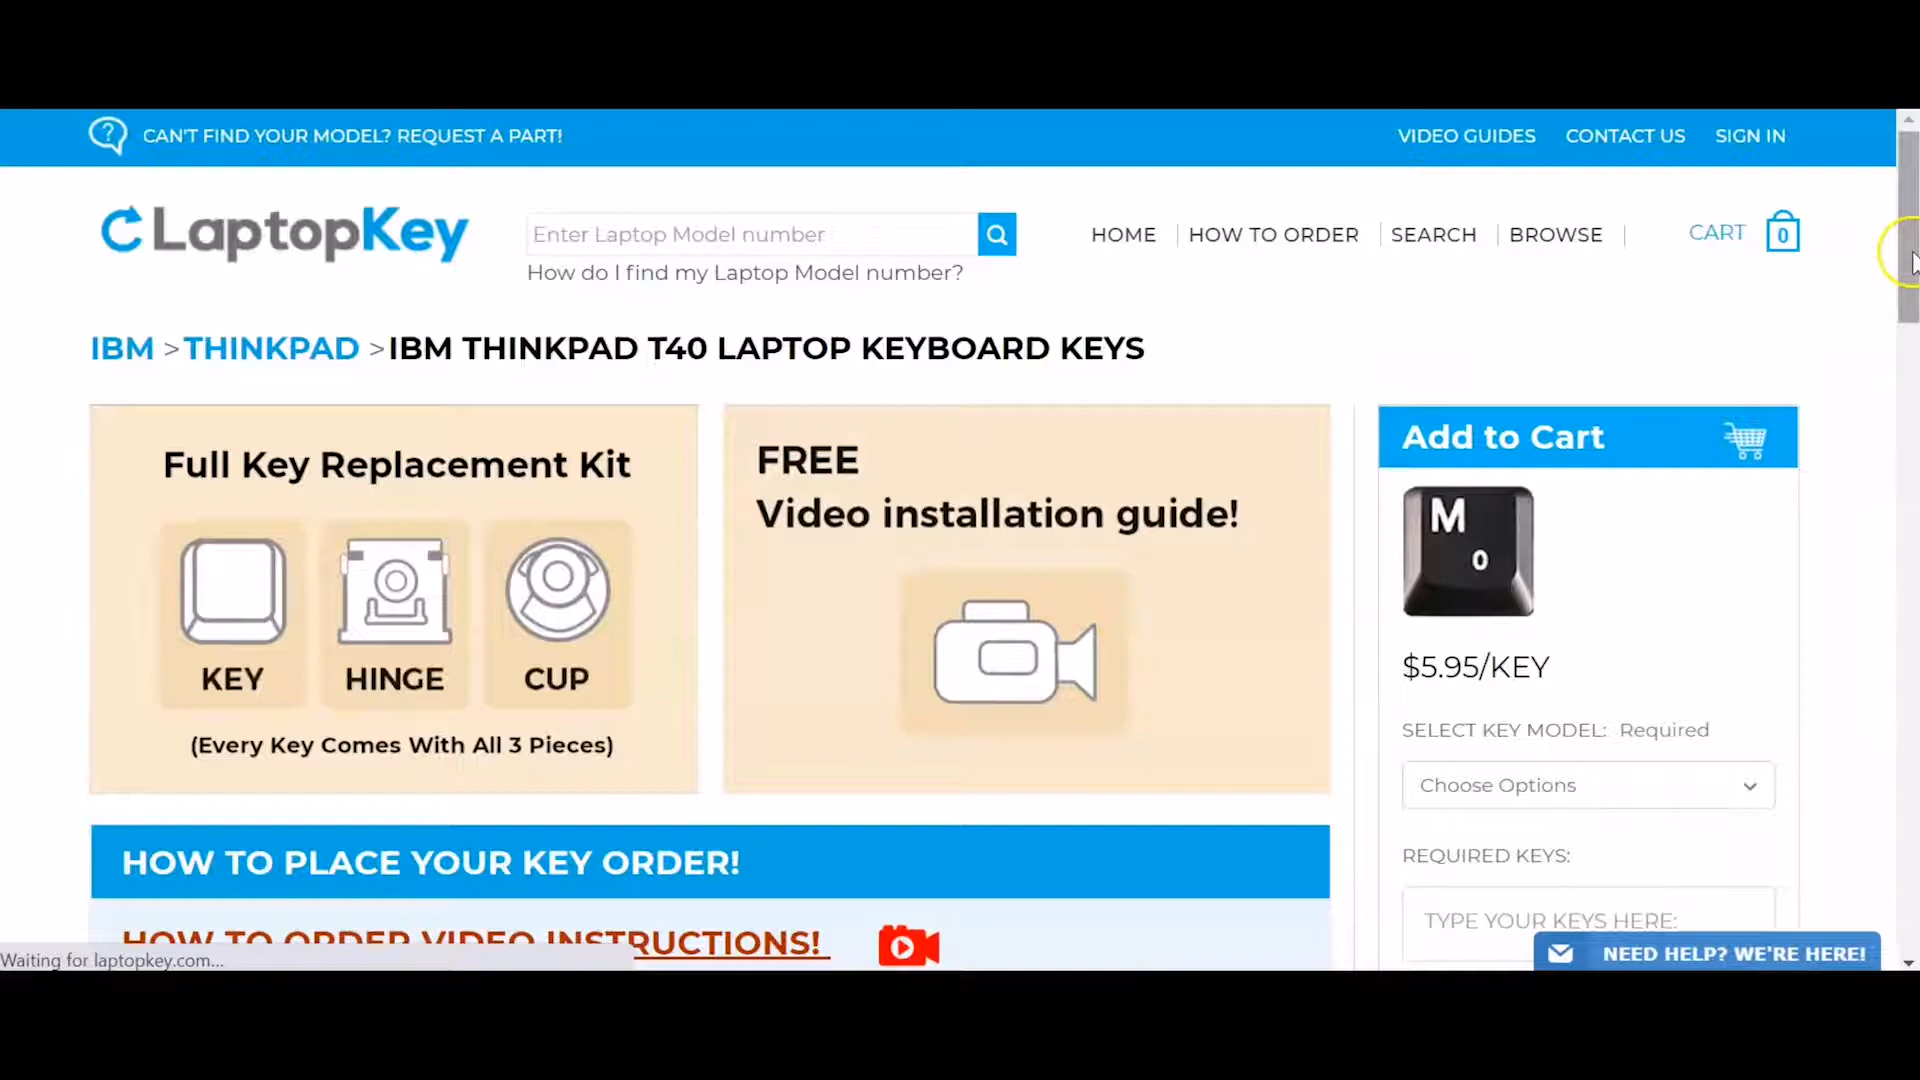 CAN'T FIND YOUR MODEL? REQUEST A PART!
VIDEO GUIDES
CONTACT US
SIGN IN
LaptopKey
Enter Laptop Model number
How do I find my Laptop Model number?
HOME
HOW TO ORDER
SEARCH
BROWSE
CART
0
IBM > THINKPAD > IBM THINKPAD T40 LAPTOP KEYBOARD KEYS
Full Key Replacement Kit
KEY
HINGE
CUP
(Every Key Comes With All 3 Pieces)
FREE
Video installation guide!
Add to Cart
M
0
$5.95/KEY
SELECT KEY MODEL: Required
Choose Options
REQUIRED KEYS:
TYPE YOUR KEYS HERE:
HOW TO PLACE YOUR KEY ORDER!
HOW TO ORDER VIDEO INSTRUCTIONS!
Waiting for laptopkey.com...
NEED HELP? WE'RE HERE!